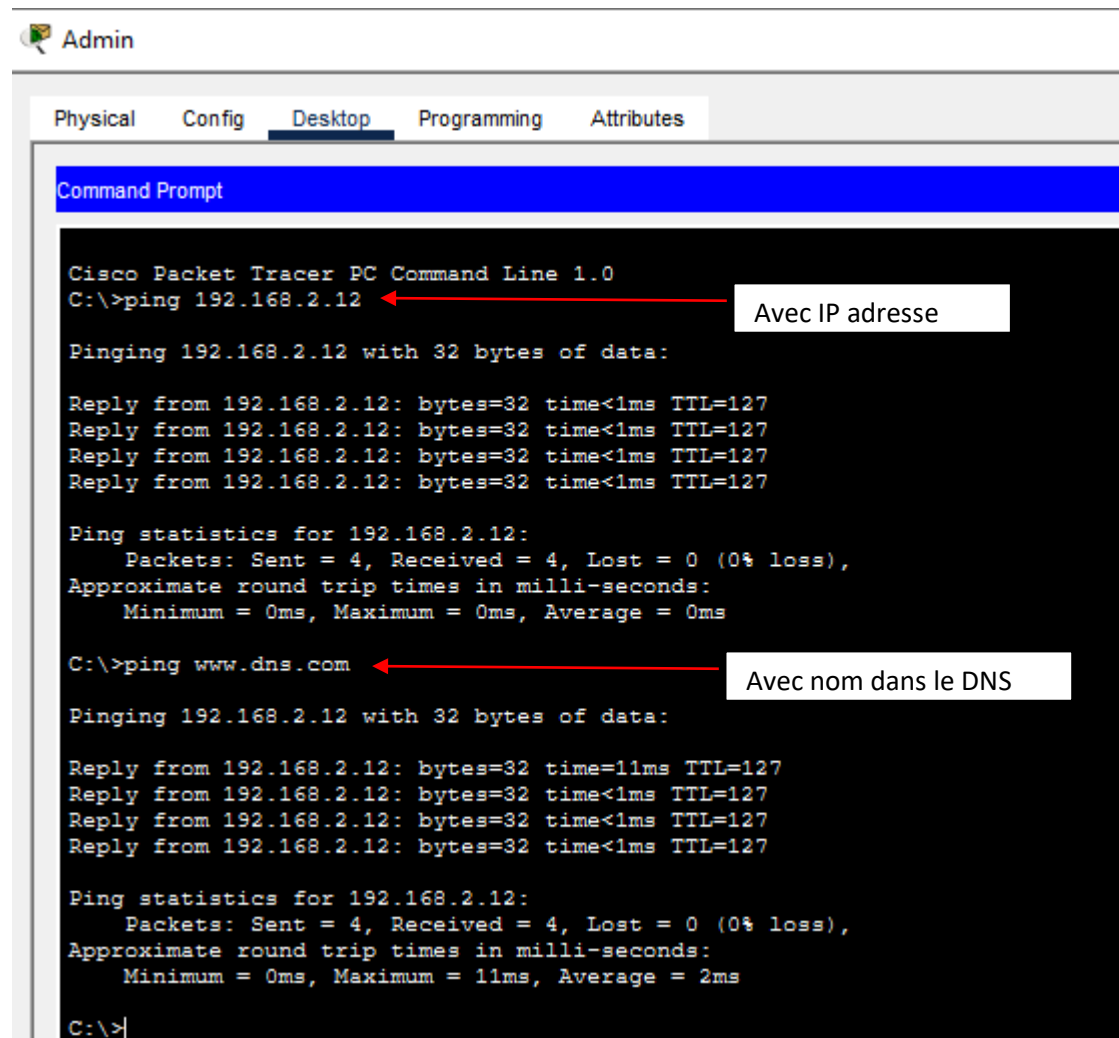 Admin
Physical Config Desktop Programming Attributes
Command Prompt
Cisco Packet Tracer PC Command Line 1.0
C:\>ping 192.168.2.12
Avec IP adresse
Pinging 192.168.2.12 with 32 bytes of data:
Reply from 192.168.2.12: bytes=32 time<1ms TTL=127
Reply from 192.168.2.12: bytes=32 time<1ms TTL=127
Reply from 192.168.2.12: bytes=32 time<1ms TTL=127
Reply from 192.168.2.12: bytes=32 time<1ms TTL=127
Ping statistics for 192.168.2.12:
Packets: Sent = 4, Received = 4, Lost = 0 (0% loss),
Approximate round trip times in milli-seconds:
Minimum = 0ms, Maximum = 0ms, Average = 0ms
C:\>ping www.dns.com
Avec nom dans le DNS
Pinging 192.168.2.12 with 32 bytes of data:
Reply from 192.168.2.12: bytes=32 time=11ms TTL=127
Reply from 192.168.2.12: bytes=32 time<1ms TTL=127
Reply from 192.168.2.12: bytes=32 time<1ms TTL=127
Reply from 192.168.2.12: bytes=32 time<1ms TTL=127
Ping statistics for 192.168.2.12:
Packets: Sent = 4, Received = 4, Lost = 0 (0% loss),
Approximate round trip times in milli-seconds:
Minimum = 0ms, Maximum = 11ms, Average = 2ms
C:\>